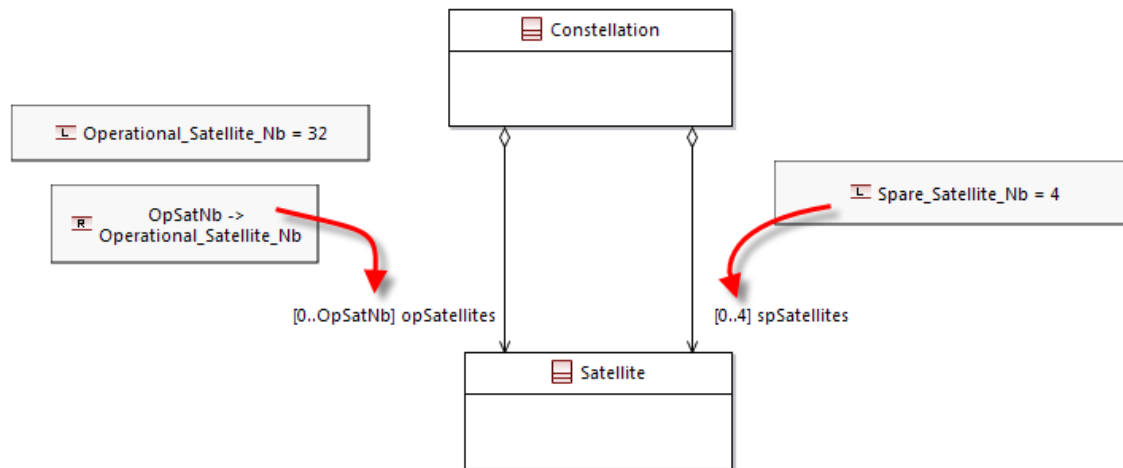 Constellation
L Operational_Satellite_Nb = 32
R OpSatNb ->
Operational_Satellite_Nb
L Spare_Satellite_Nb = 4
[0..OpSatNb] opSatellites
[0..4] spSatellites
Satellite